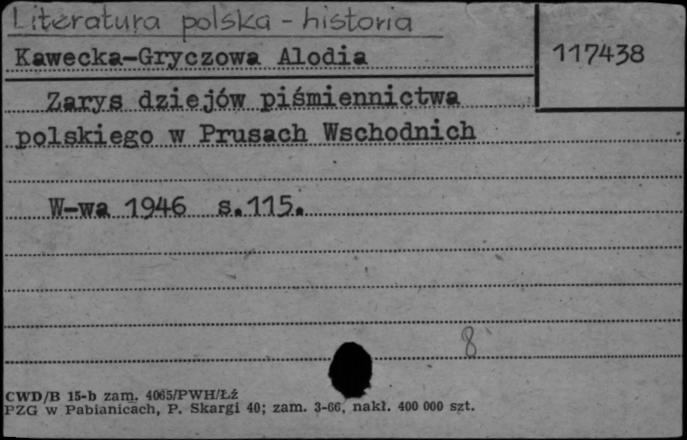 Literatura polska - historia
Kawecka-Gryczowa Alodia
117438
Zarys dziejów piśmiennictwa
polskiego w Prusach Wschodnich
W-wa 1946 s.115.
8
CWD/B 15-b zam. 4065/PWH/Łź
PZG w Pabianicach, P. Skargi 40; zam. 3-66, nakł. 400 000 szt.